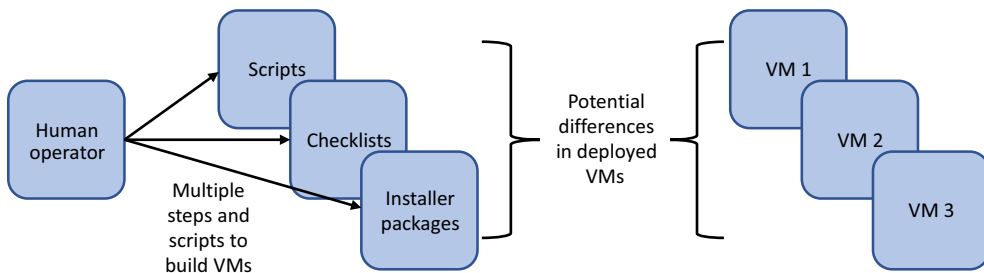 Human
operator
Scripts
Checklists
Installer
packages
Multiple
steps and
scripts to
build VMs
Potential
differences
in deployed
VMs
VM 1
VM 2
VM 3